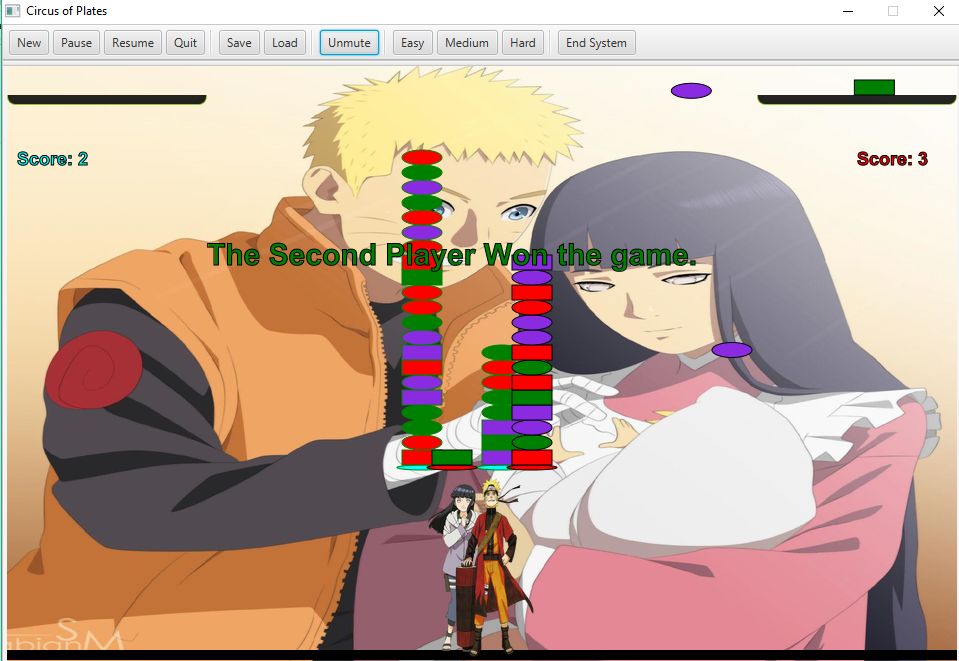 Circus of Plates
New Pause Resume Quit Save Load Unmute Easy Medium Hard End System
Score: 2 Score: 3
The Second Player Won the game.